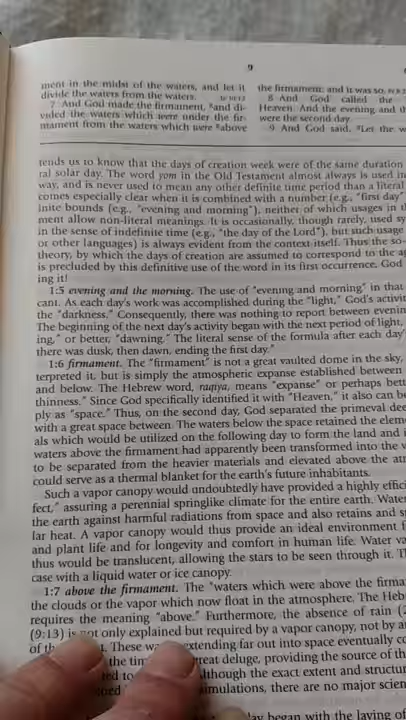 9
ment in the midst of the waters, and let it
divide the waters from the waters.
7 And God made the firmament, and di-
vided the waters which were under the fir-
mament from the waters which were above
the firmament: and it was so.
8 And God called the
Heaven. And the evening and th
were the second day.
9 And God said, Let the w
tends us to know that the days of creation week were of the same duration
ral solar day. The word yom in the Old Testament almost always is used in
way, and is never used to mean any other definite time period than a literal
comes especially clear when it is combined with a number (e.g., "first day"
inite bounds (e.g., "evening and morning"), neither of which usages in t
ment allow non-literal meanings. It is occasionally, though rarely, used sy
in the sense of indefinite time (e.g., "the day of the Lord"), but such usage
or other languages) is always evident from the context itself. Thus the so-
theory, by which the days of creation are assumed to correspond to the ag
is precluded by this definitive use of the word in its first occurrence, God
ing it!
1:5 evening and the morning. The use of "evening and morning" in that
cant. As each day's work was accomplished during the "light," God's activit
the "darkness." Consequently, there was nothing to report between evenin
The beginning of the next day's activity began with the next period of light,
ing," or better, "dawning." The literal sense of the formula after each day'
there was dusk, then dawn, ending the first day."
1:6 firmament. The "firmament" is not a great vaulted dome in the sky,
terpreted it, but is simply the atmospheric expanse established between
and below. The Hebrew word, raqiya, means "expanse" or perhaps bett
thinness." Since God specifically identified it with "Heaven," it also can be
ply as "space." Thus, on the second day, God separated the primeval dee
with a great space between. The waters below the space retained the elem
als which would be utilized on the following day to form the land and i
waters above the firmament had apparently been transformed into the v
to be separated from the heavier materials and elevated above the atm
could serve as a thermal blanket for the earth's future inhabitants.
Such a vapor canopy would undoubtedly have provided a highly effici
fect," assuring a perennial springlike climate for the entire earth. Water
the earth against harmful radiations from space and also retains and s
lar heat. A vapor canopy would thus provide an ideal environment f
and plant life and for longevity and comfort in human life. Water va
thus would be translucent, allowing the stars to be seen through it. T
case with a liquid water or ice canopy.
1:7 above the firmament. The "waters which were above the firma
the clouds or the vapor which now float in the atmosphere. The Heb
requires the meaning "above." Furthermore, the absence of rain (2
(9:13) is not only explained but required by a vapor canopy, not by an
of th These wa extending far out into space eventually co
the tim great deluge, providing the source of th
ted to although the exact extent and structur
simulations, there are no major scien
day began with the laying of